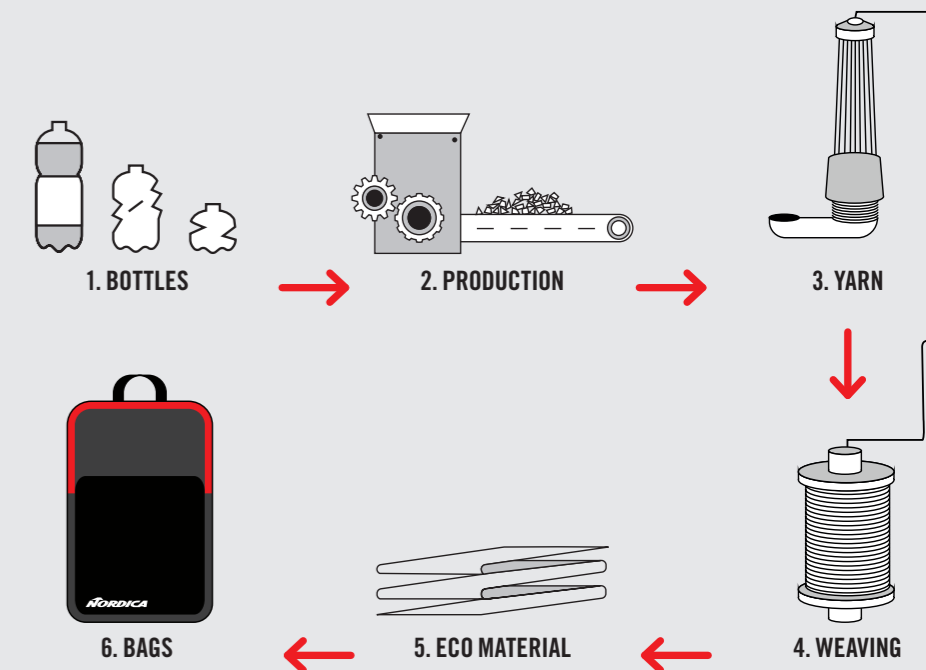 1. BOTTLES
2. PRODUCTION
3. YARN
NORDICA
6. BAGS
5. ECO MATERIAL
4. WEAVING